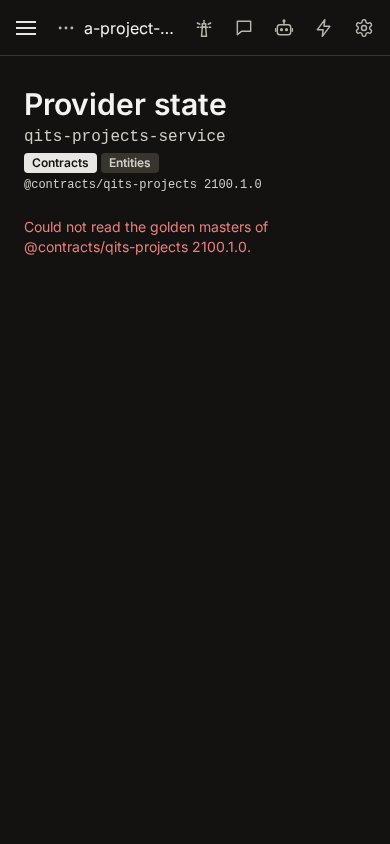 a-project-...
Provider state
qits-projects-service
Contracts Entities
@contracts/qits-projects 2100.1.0
Could not read the golden masters of
@contracts/qits-projects 2100.1.0.